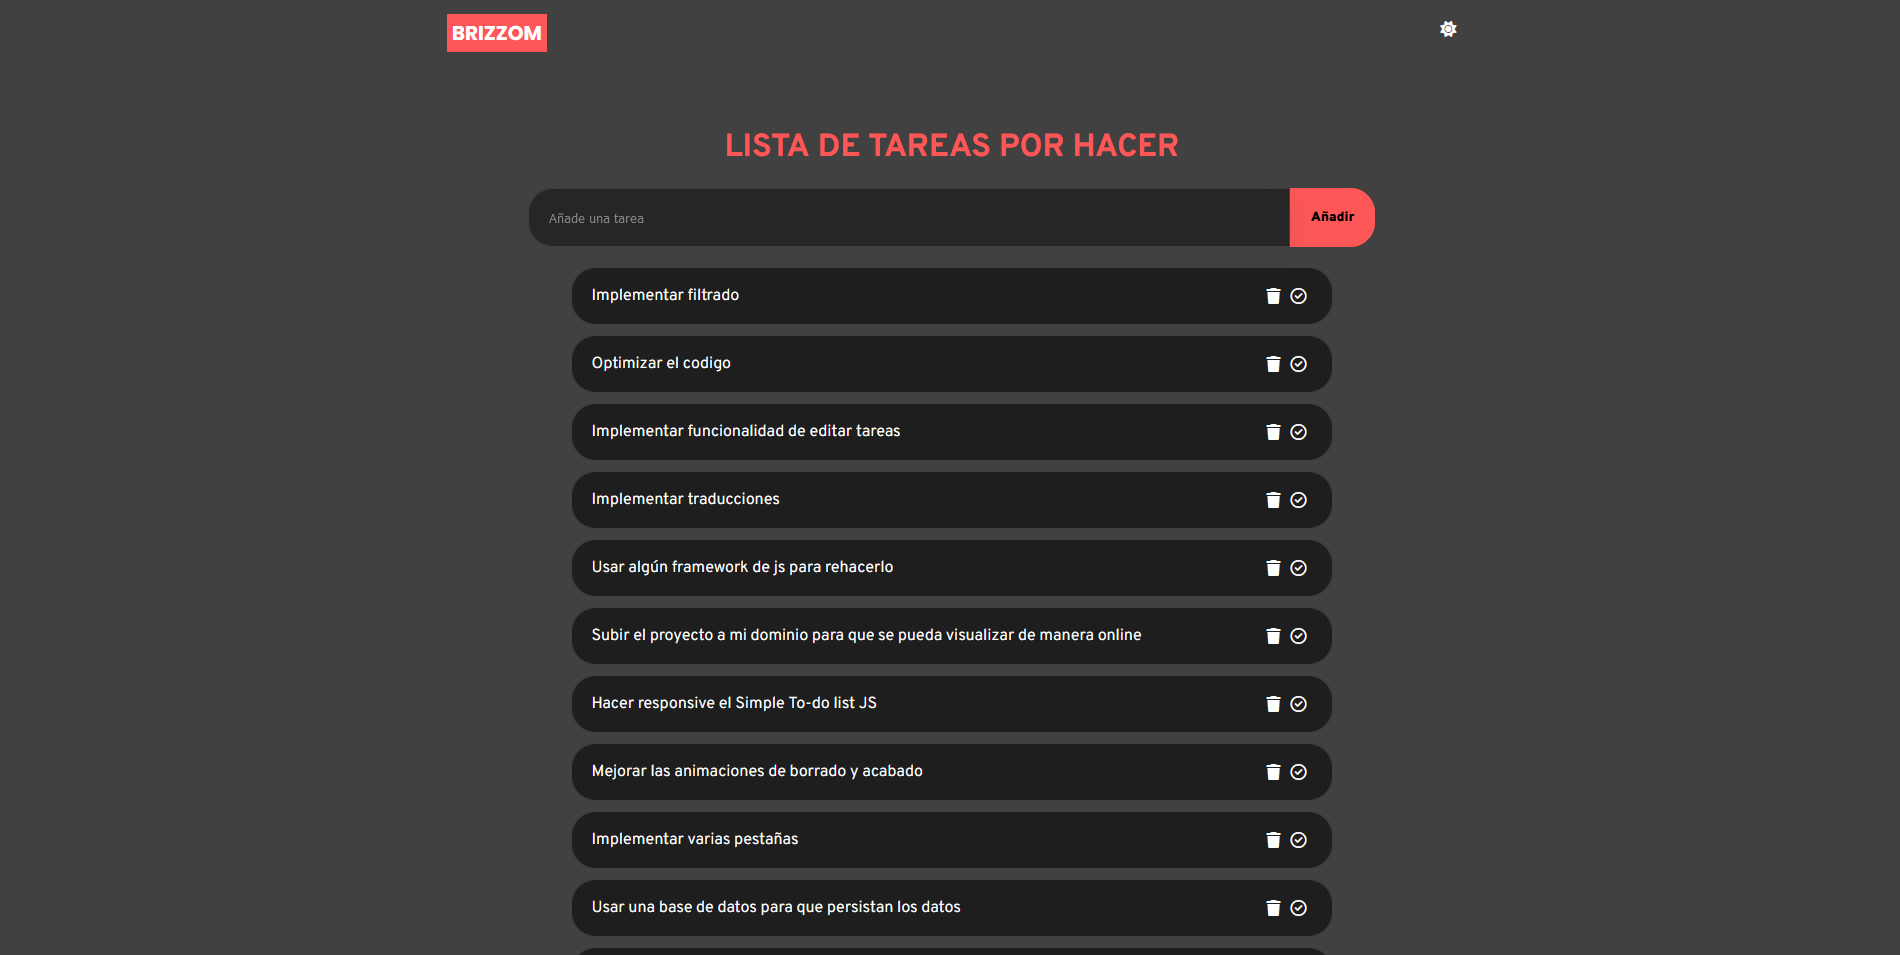 BRIZZOM
LISTA DE TAREAS POR HACER
Añade una tarea
Añadir
Implementar filtrado
Optimizar el codigo
Implementar funcionalidad de editar tareas
Implementar traducciones
Usar algún framework de js para rehacerlo
Subir el proyecto a mi dominio para que se pueda visualizar de manera online
Hacer responsive el Simple To-do list JS
Mejorar las animaciones de borrado y acabado
Implementar varias pestañas
Usar una base de datos para que persistan los datos